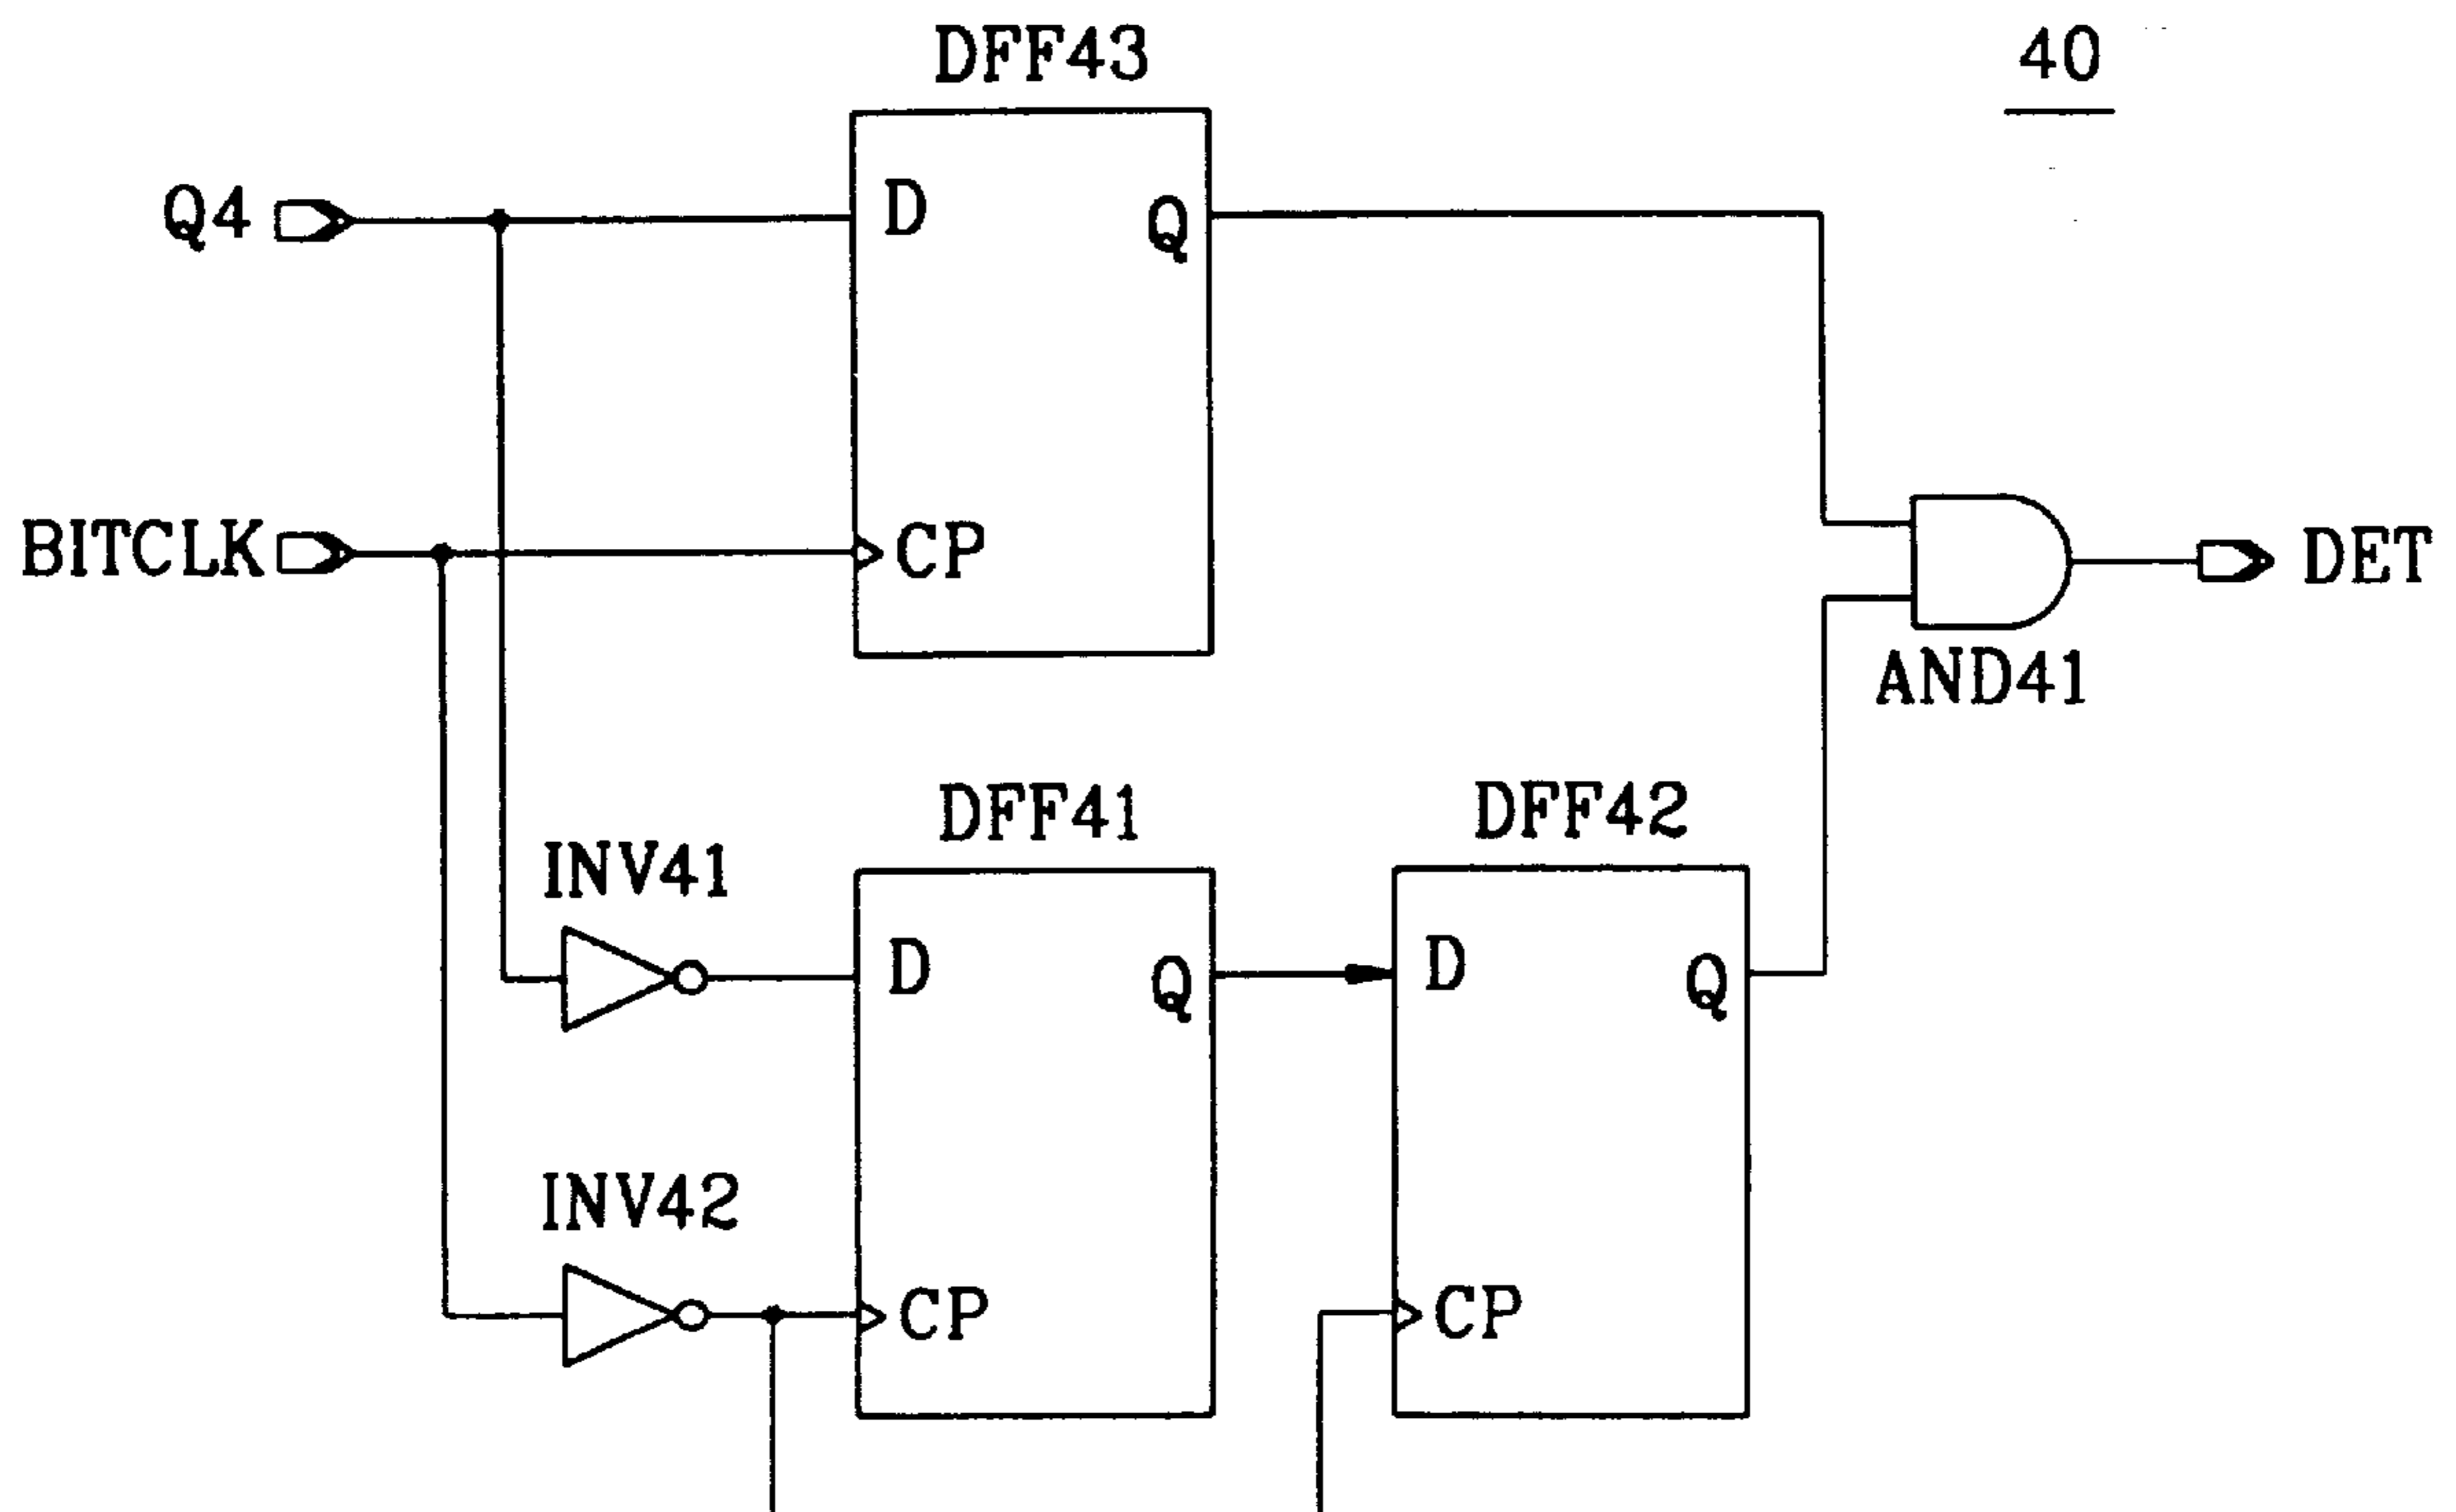 DFF43
40
Q4
D
Q
BITCLK
CP
DET
AND41
DFF41
DFF42
INV41
D
Q
D
Q
INV42
CP
CP